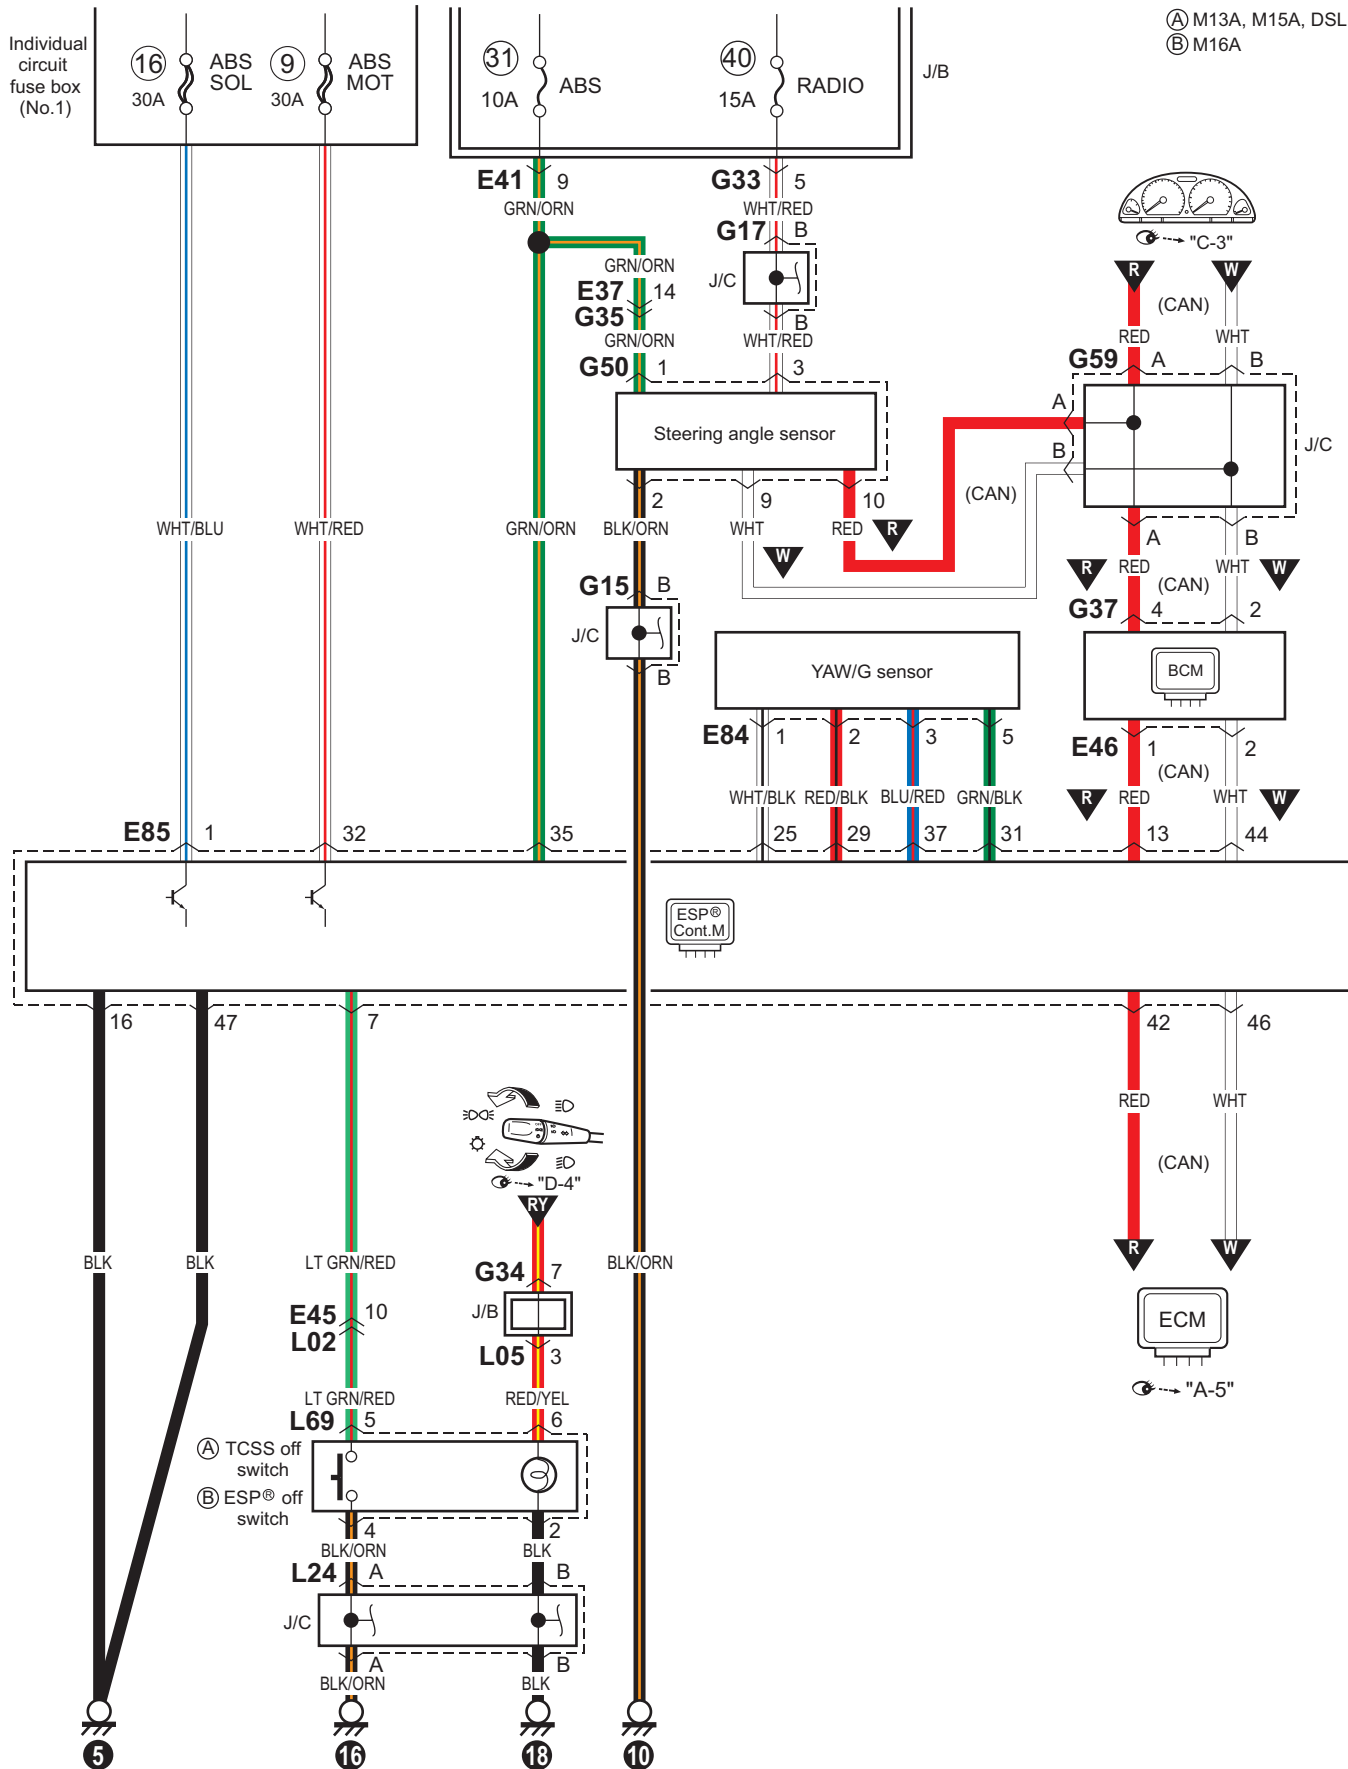 Ⓐ M13A, M15A, DSL
Ⓑ M16A
Individual
circuit
fuse box
(No.1)
16
30A
ABS
SOL
9
30A
ABS
MOT
31
10A
ABS
40
15A
RADIO
J/B
E41 9
GRN/ORN
G33 5
WHT/RED
G17 B
J/C
B
WHT/RED
GRN/ORN
E37 14
G35
GRN/ORN
G50 1
3
Steering angle sensor
2
9
10
"C-3"
R
W
(CAN)
RED
WHT
G59 A
B
A
B
J/C
(CAN)
WHT/BLU
WHT/RED
GRN/ORN
BLK/ORN
WHT
RED
R
W
A
B
R
RED
(CAN)
WHT
W
G15 B
J/C
B
G37 4
2
BCM
YAW/G sensor
E84 1
2
3
5
E46 1
2
(CAN)
WHT/BLK
RED/BLK
BLU/RED
GRN/BLK
R
RED
WHT
W
E85 1
32
35
25
29
37
31
13
44
ESP®
Cont.M
16
47
7
42
46
RED
WHT
(CAN)
OFF
"D-4"
RY
BLK
BLK
LT GRN/RED
BLK/ORN
R
W
G34 7
J/B
L05 3
E45 10
L02
ECM
"A-5"
LT GRN/RED
RED/YEL
L69 5
6
Ⓐ TCSS off
switch
Ⓑ ESP® off
switch
4
2
BLK/ORN
BLK
L24 A
B
J/C
A
B
BLK/ORN
BLK
5
16
18
10